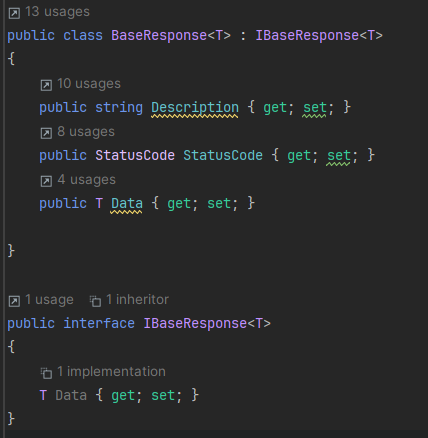 13 usages
public class BaseResponse<T> : IBaseResponse<T>
{
10 usages
public string Description { get; set; }
8 usages
public StatusCode StatusCode { get; set; }
4 usages
public T Data { get; set; }
}
1 usage 1 inheritor
public interface IBaseResponse<T>
{
1 implementation
T Data { get; set; }
}